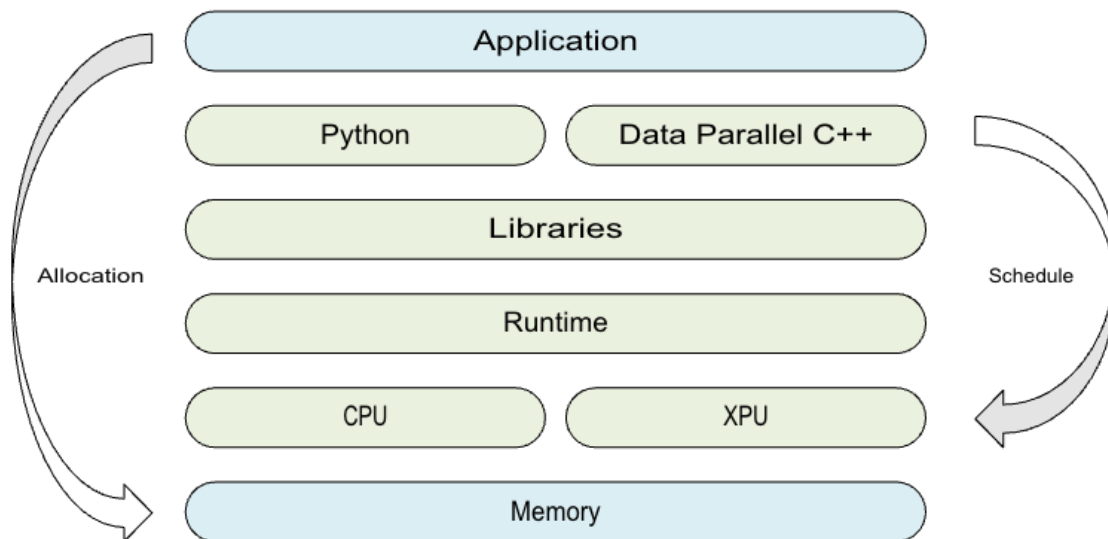 Application
Python
Data Parallel C++
Libraries
Allocation
Schedule
Runtime
CPU
XPU
Memory